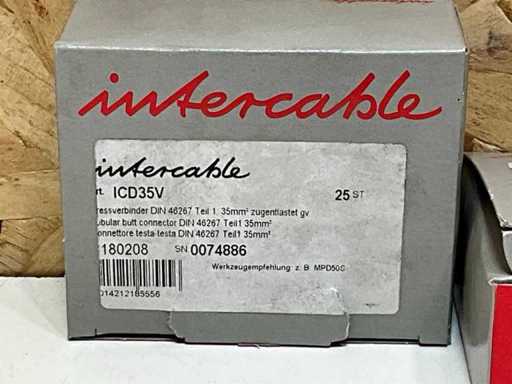 intercable
intercable
rt. ICD35V 25 ST
ressverbinder DIN 46267 Teil 1. 35mm² zugentlastet gv
ubular butt connector DIN 46267 Teil1 35mm²
onnettore testa-testa DIN 46267 Teil1 35mm²
180208 SN 0074886
Werkzeugempfehlung: z. B. MPD50S
014212185556